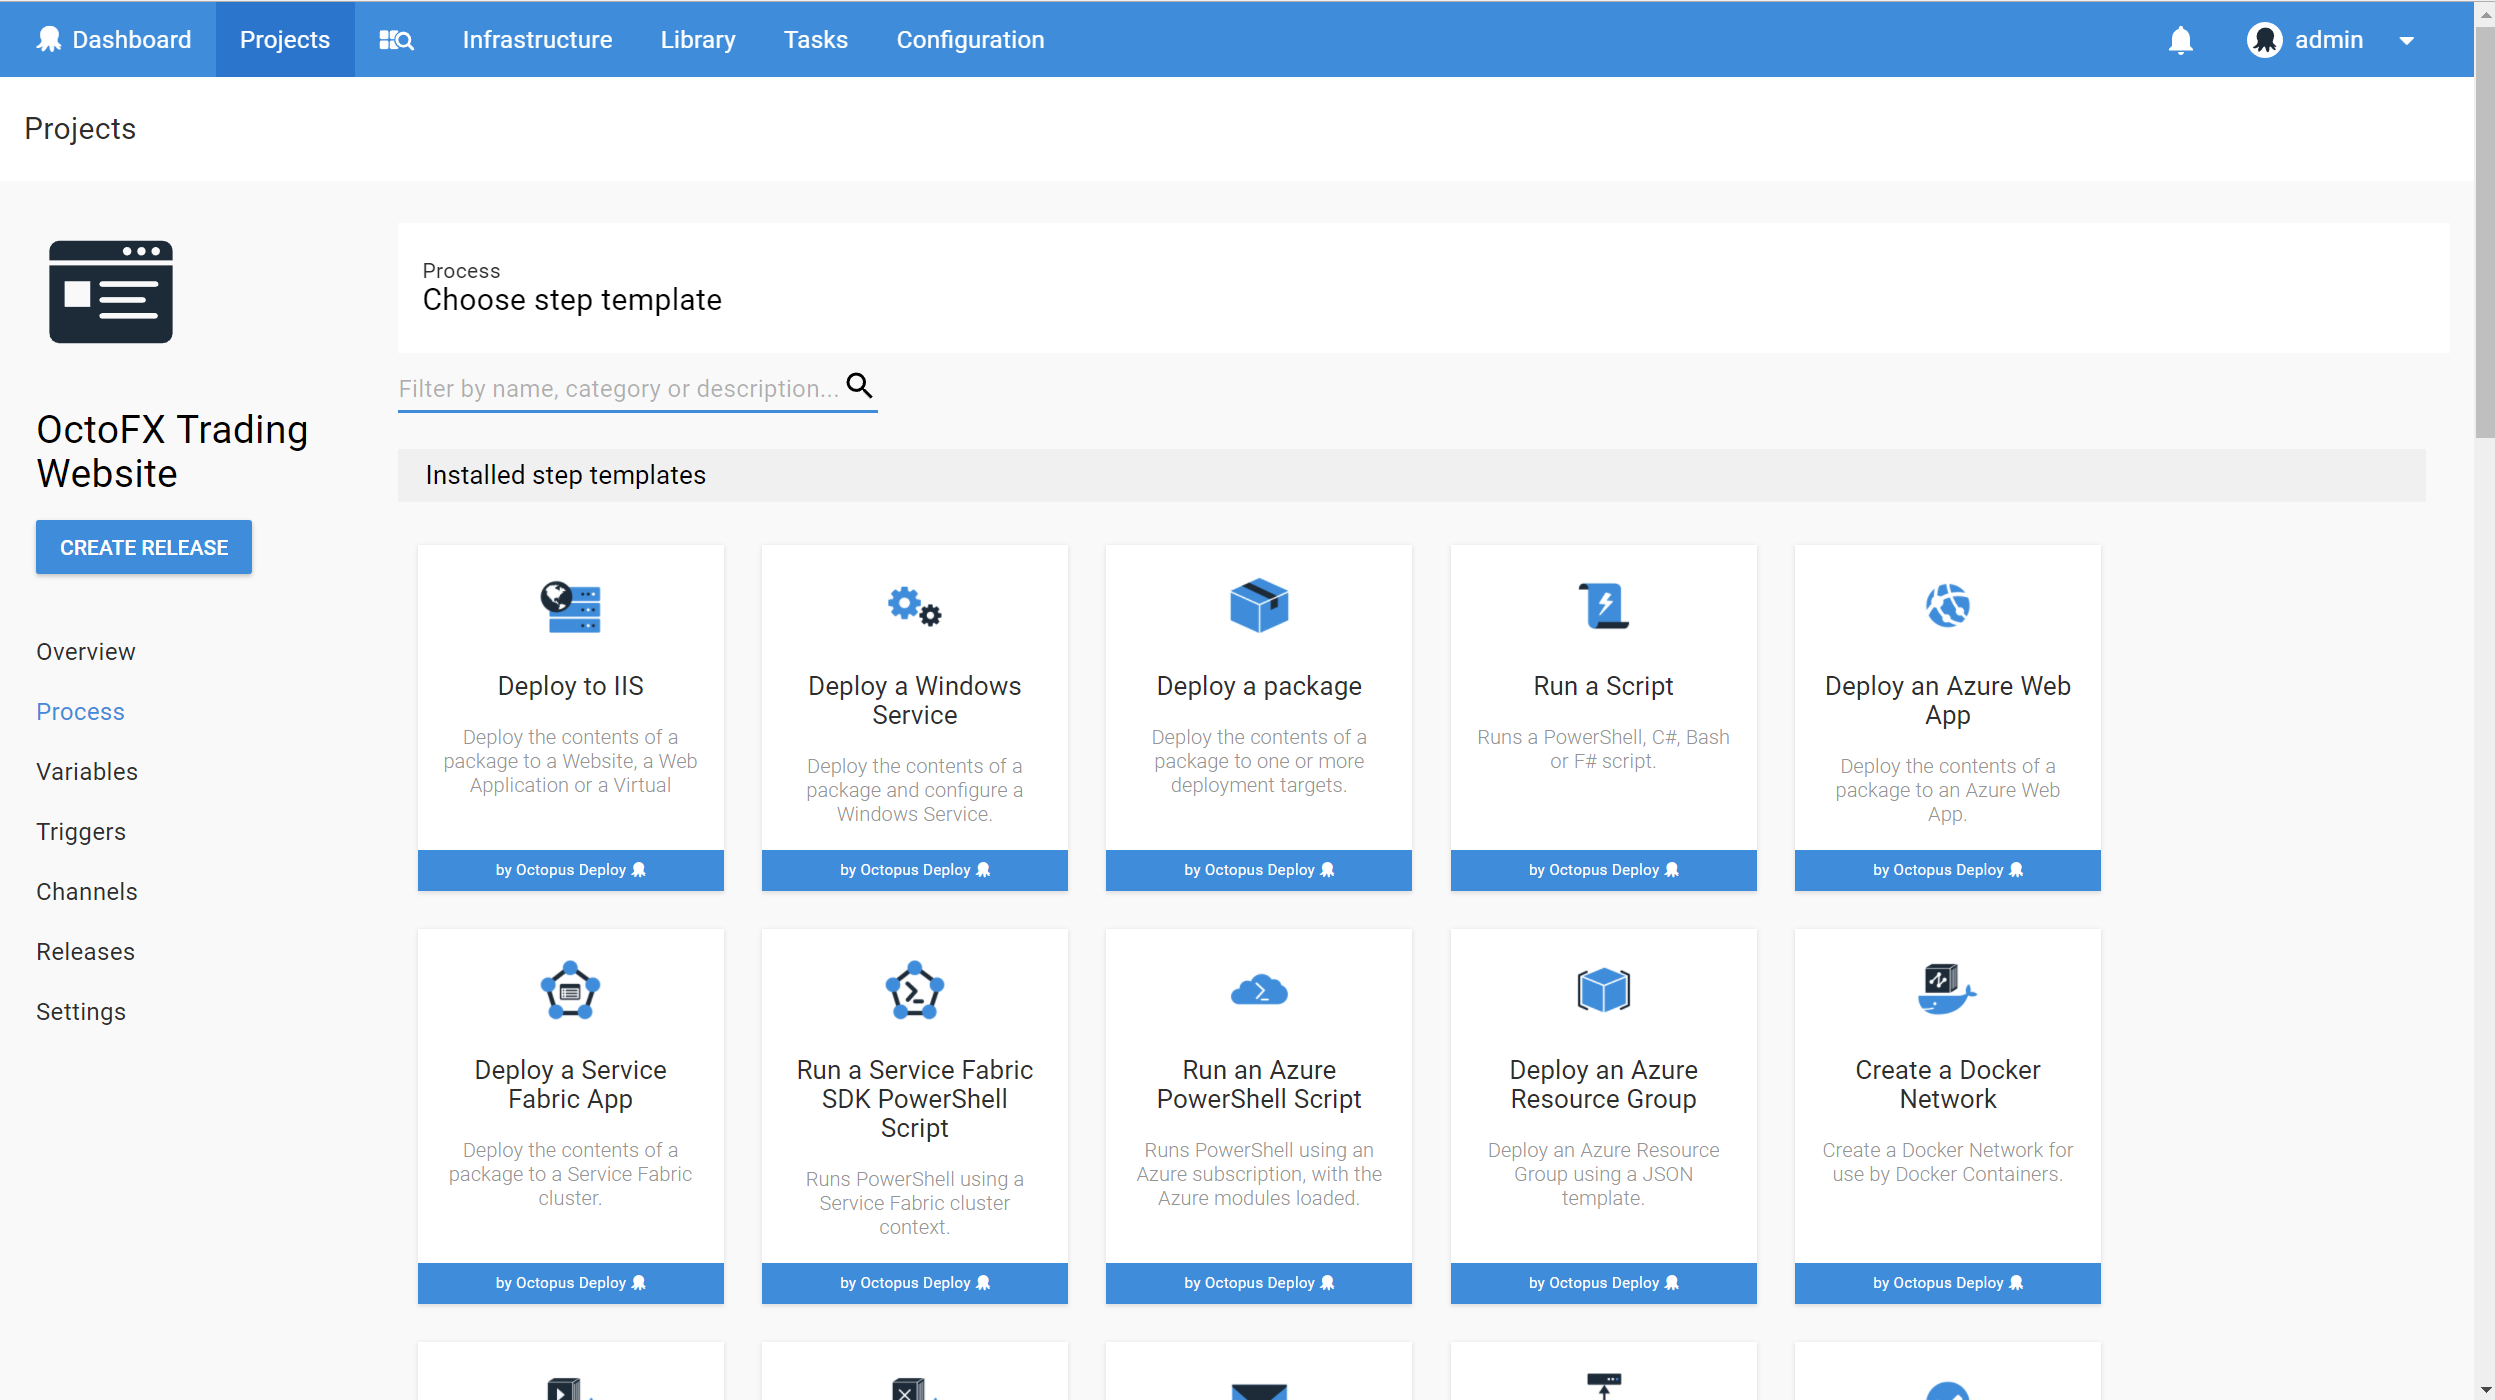 Dashboard
Projects
Infrastructure
Library
Tasks
Configuration
admin
Projects
OctoFX Trading
Website
CREATE RELEASE
Overview
Process
Variables
Triggers
Channels
Releases
Settings
Process
Choose step template
Filter by name, category or description...
Installed step templates
Deploy to IIS
Deploy the contents of a
package to a Website, a Web
Application or a Virtual
by Octopus Deploy
Deploy a Windows
Service
Deploy the contents of a
package and configure a
Windows Service.
by Octopus Deploy
Deploy a package
Deploy the contents of a
package to one or more
deployment targets.
by Octopus Deploy
Run a Script
Runs a PowerShell, C#, Bash
or F# script.
by Octopus Deploy
Deploy an Azure Web
App
Deploy the contents of a
package to an Azure Web
App.
by Octopus Deploy
Deploy a Service
Fabric App
Deploy the contents of a
package to a Service Fabric
cluster.
by Octopus Deploy
Run a Service Fabric
SDK PowerShell
Script
Runs PowerShell using a
Service Fabric cluster
context.
by Octopus Deploy
Run an Azure
PowerShell Script
Runs PowerShell using an
Azure subscription, with the
Azure modules loaded.
by Octopus Deploy
Deploy an Azure
Resource Group
Deploy an Azure Resource
Group using a JSON
template.
by Octopus Deploy
Create a Docker
Network
Create a Docker Network for
use by Docker Containers.
by Octopus Deploy